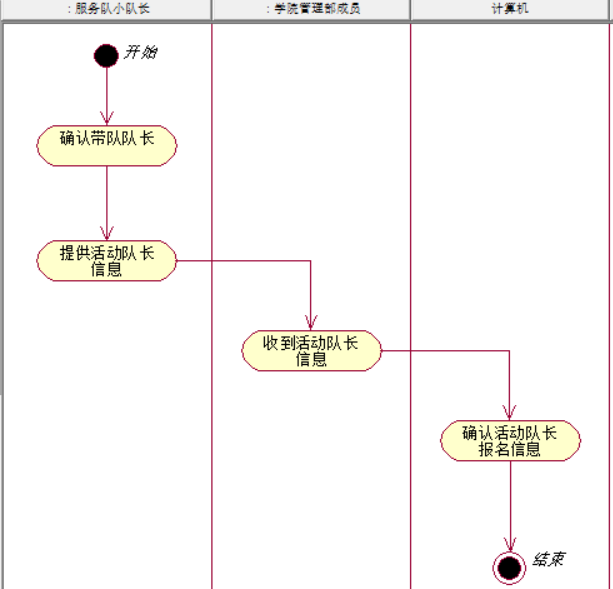 : 服务队小队长
: 学院管理部成员
计算机
开始
确认带队队长
提供活动队长
信息
收到活动队长
信息
确认活动队长
报名信息
结束